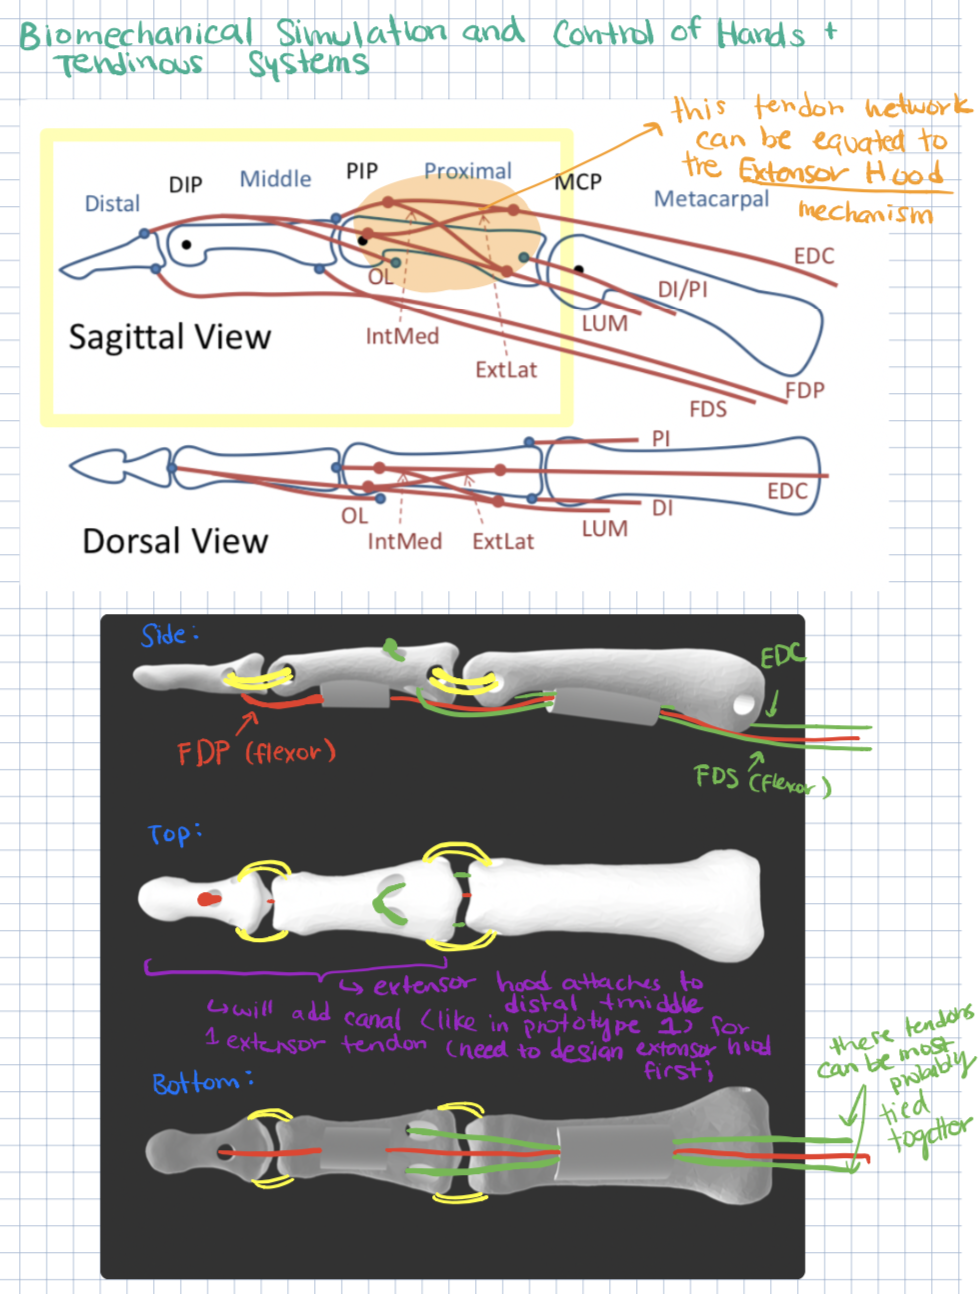 Biomechanical Simulation and Control of Hands +
Tendinous Systems
this tendon network
can be equated to
the Extensor Hood
mechanism
Distal
DIP
Middle
PIP
Proximal
MCP
Metacarpal
EDC
OL
DI/PI
LUM
IntMed
ExtLat
FDP
FDS
Sagittal View
PI
EDC
OL
DI
LUM
IntMed
ExtLat
Dorsal View
Side:
EDC
FDP (flexor)
FDS (flexor)
Top:
↳ extensor hood attaches to
distal + middle
↳ will add canal (like in prototype 1) for
1 extensor tendon (need to design extensor hood
first;
these tendons
can be most
probably
tied
togetter
Bottom: